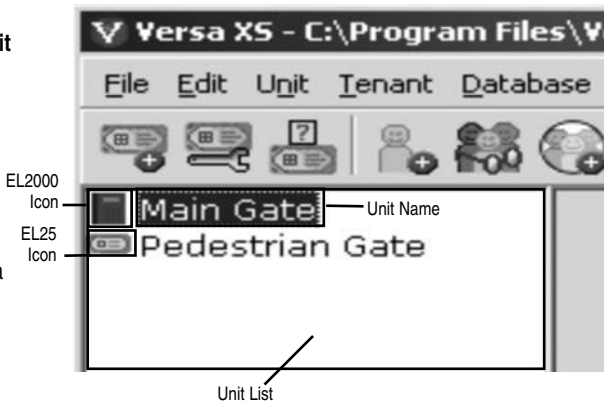 it
Versa XS - C:\Program Files\V
File Edit Unit Tenant Database
?
EL2000
Icon
Main Gate
Unit Name
EL25
Icon
Pedestrian Gate
a
Unit List